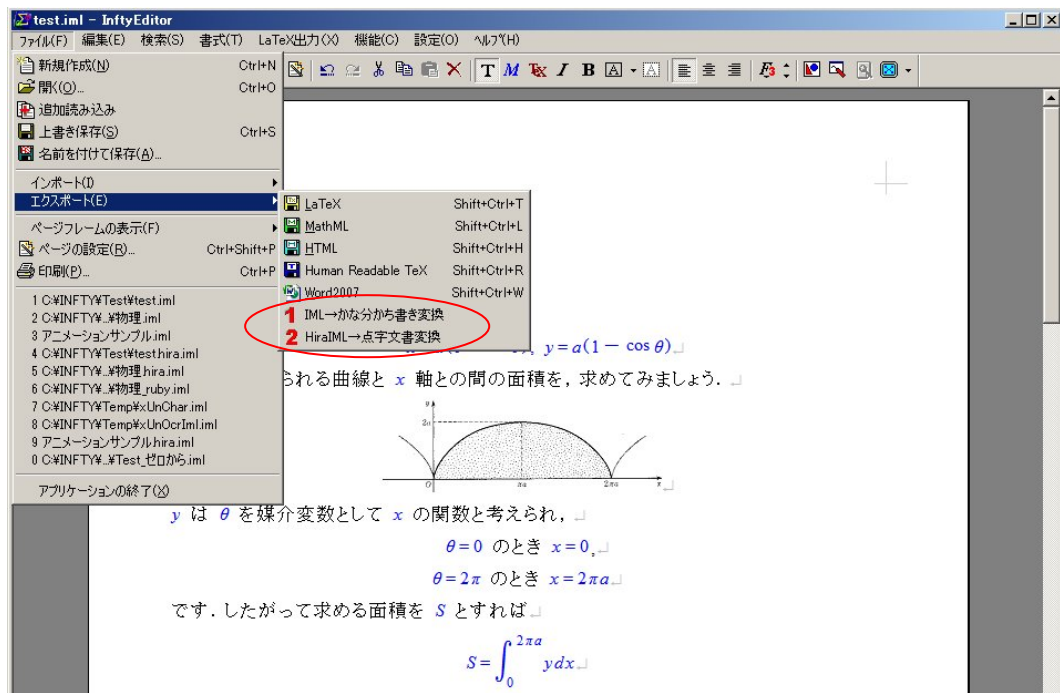 test.iml - InftyEditor
ファイル(F) 編集(E) 検索(S) 書式(T) LaTeX出力(X) 機能(C) 設定(O) ヘルプ(H)
新規作成(N) Ctrl+N
開く(O)... Ctrl+O
追加読み込み
上書き保存(S) Ctrl+S
名前を付けて保存(A)...
インポート(I)
エクスポート(E)
ページフレームの表示(F)
ページの設定(R)... Ctrl+Shift+P
印刷(P)... Ctrl+P
1 C:¥INFTY¥Test¥test.iml
2 C:¥INFTY¥..¥物理.iml
3 アニメーションサンプル.iml
4 C:¥INFTY¥Test¥test.hira.iml
5 C:¥INFTY¥..¥物理.hira.iml
6 C:¥INFTY¥..¥物理_ruby.iml
7 C:¥INFTY¥Temp¥xUnChar.iml
8 C:¥INFTY¥Temp¥xUnOcrIml.iml
9 アニメーションサンプル.hira.iml
0 C:¥INFTY¥..¥Test_ゼロから.iml
アプリケーションの終了(X)
LaTeX Shift+Ctrl+T
MathML Shift+Ctrl+L
HTML Shift+Ctrl+H
Human Readable TeX Shift+Ctrl+R
Word2007 Shift+Ctrl+W
1 IML→かな分かち書き変換
2 HiraIML→点字文書変換
y=a(1− cos θ)
られる曲線と x 軸との間の面積を, 求めてみましょう.
y
2a
O πa 2πa x
y は θ を媒介変数として x の関数と考えられ,
θ=0 のとき x=0,
θ=2π のとき x=2πa
です. したがって求める面積を S とすれば
S=∫₀^{2πa} ydx